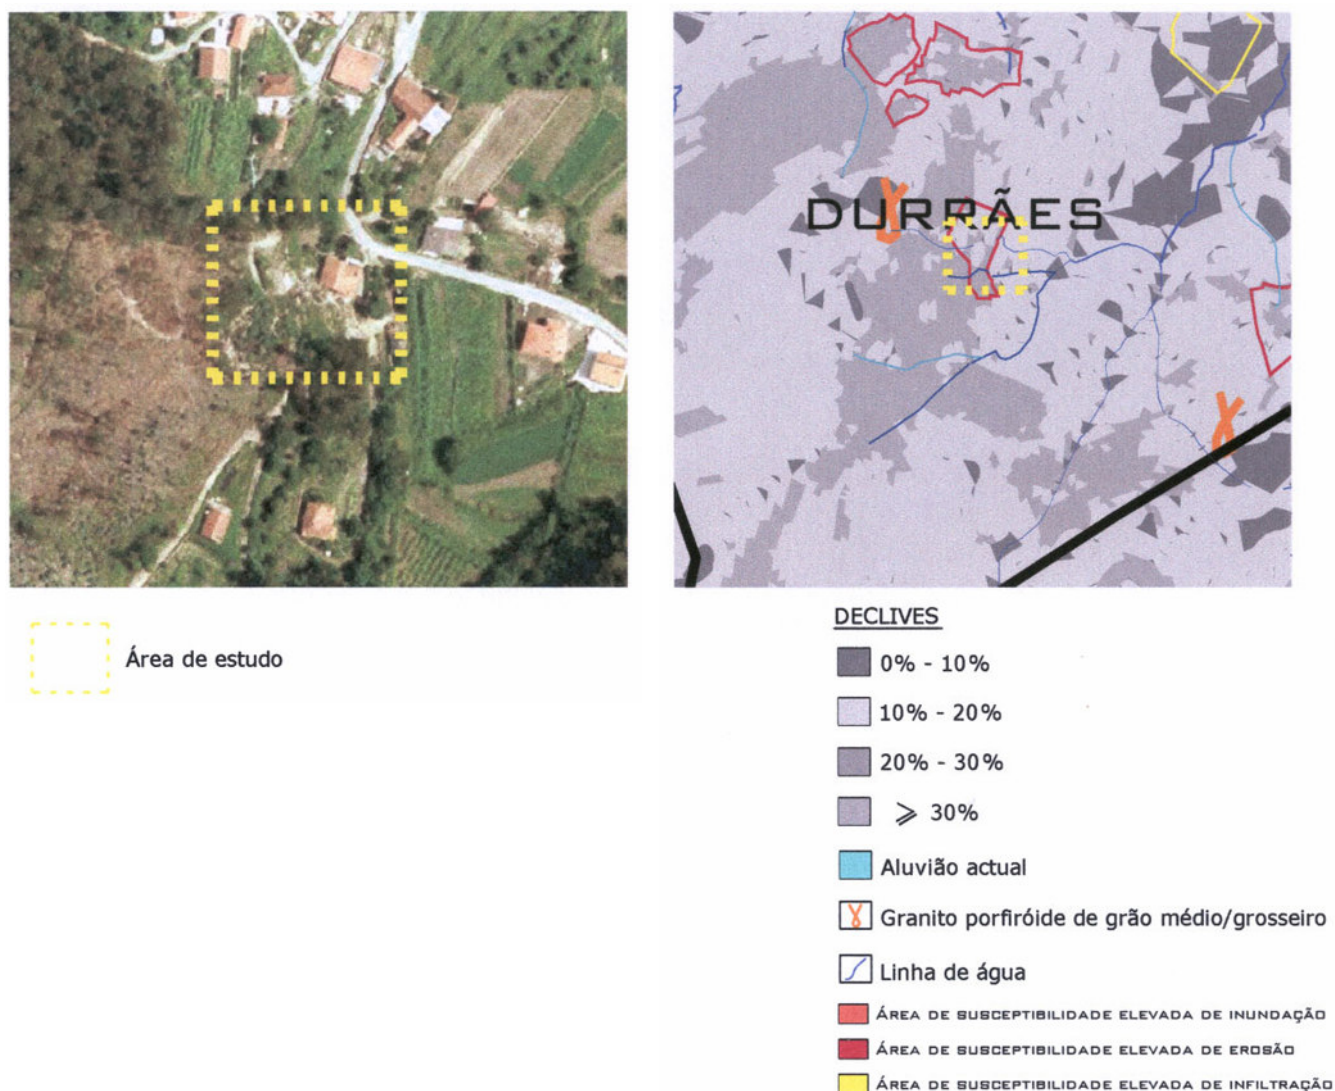 DURRÃES
Área de estudo
DECLIVES
0% - 10%
10% - 20%
20% - 30%
⩾ 30%
Aluvião actual
Granito porfiróide de grão médio/grosseiro
Linha de água
ÁREA DE SUSCEPTIBILIDADE ELEVADA DE INUNDAÇÃO
ÁREA DE SUSCEPTIBILIDADE ELEVADA DE EROSÃO
ÁREA DE SUSCEPTIBILIDADE ELEVADA DE INFILTRAÇÃO